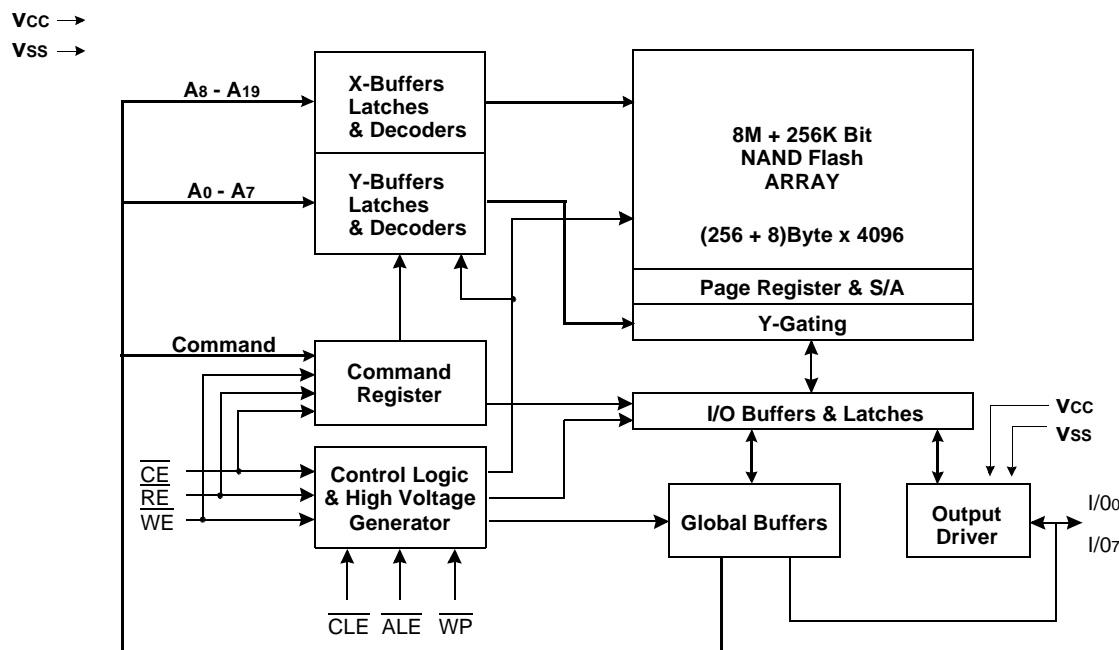 VCC
VSS
A8 - A19
X-Buffers
Latches
& Decoders
A0 - A7
Y-Buffers
Latches
& Decoders
8M + 256K Bit
NAND Flash
ARRAY
(256 + 8)Byte x 4096
Page Register & S/A
Y-Gating
Command
Command
Register
I/O Buffers & Latches
VCC
VSS
CE
RE
WE
Control Logic
& High Voltage
Generator
Global Buffers
Output
Driver
I/00
I/07
CLE
ALE
WP